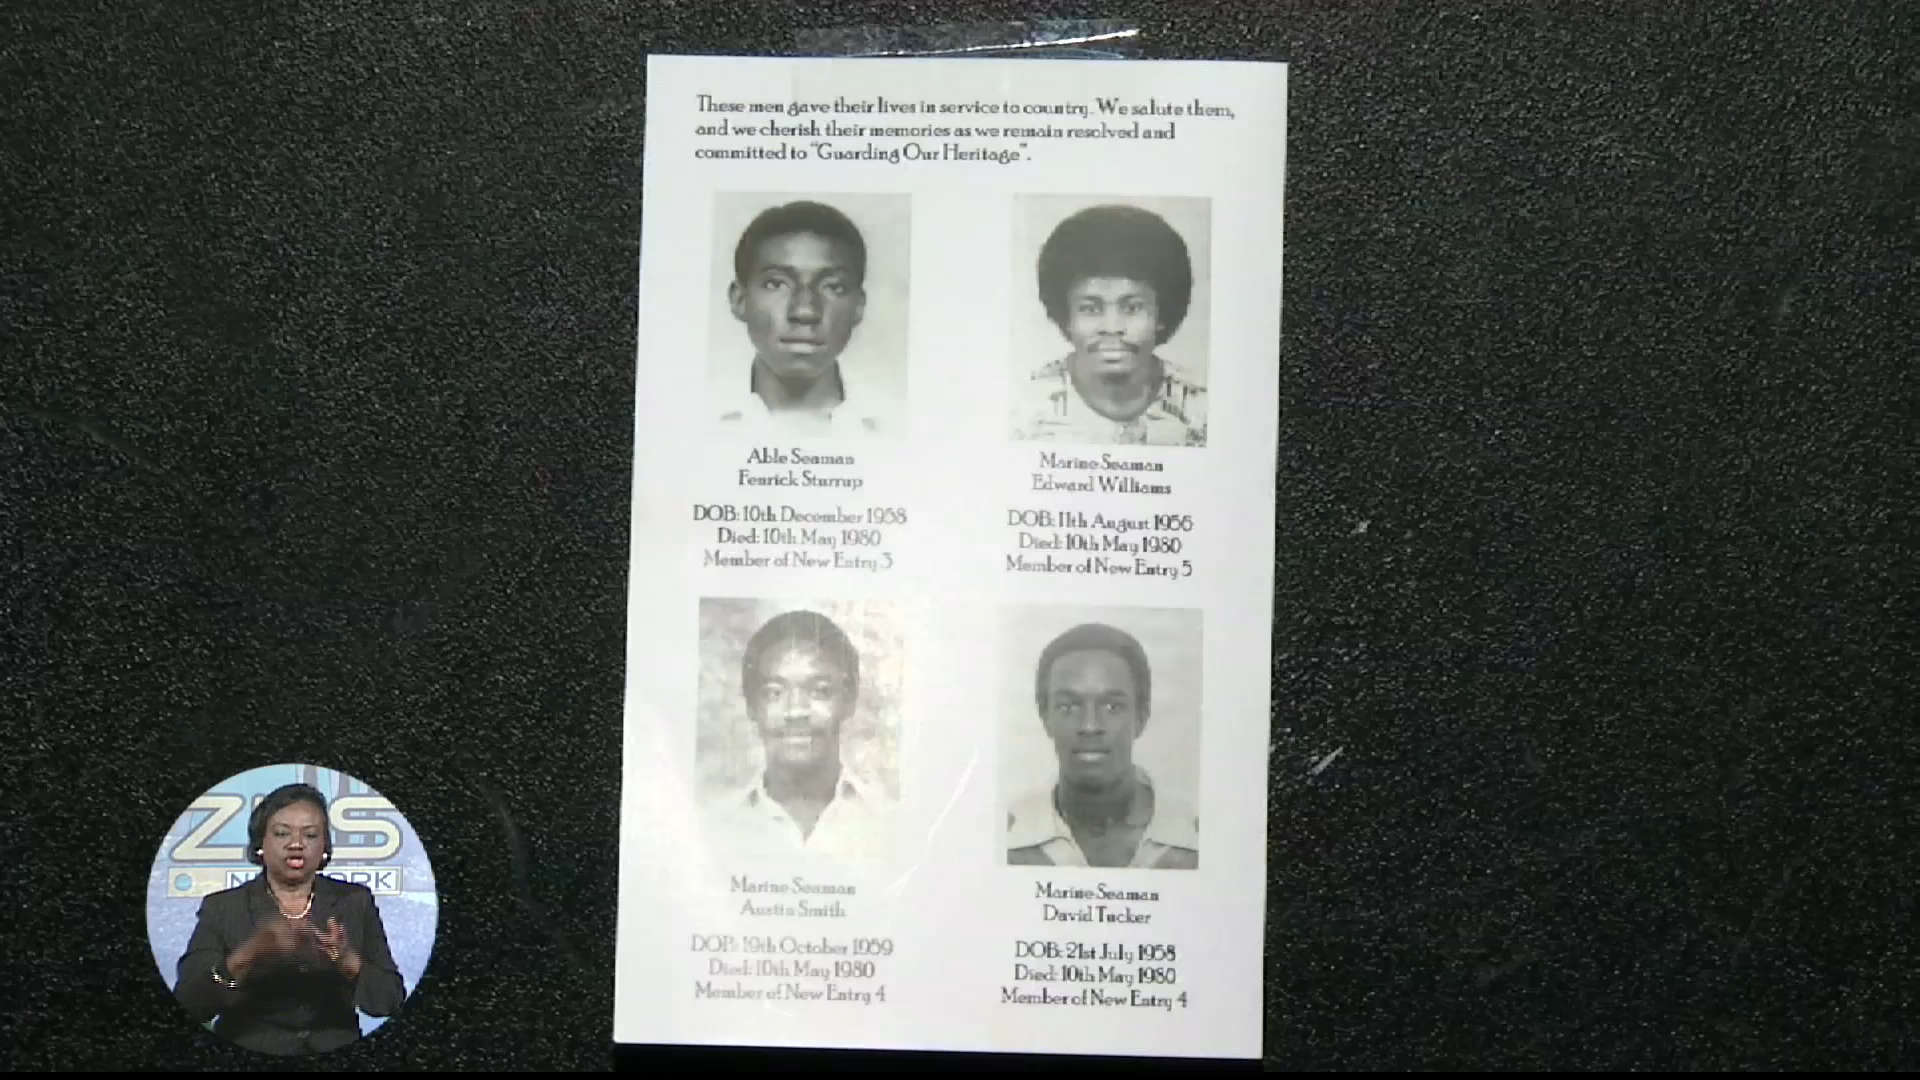 These men gave their lives in service to country. We salute them,
and we cherish their memories as we remain resolved and
committed to "Guarding Our Heritage".
Able Seaman
Fenrick Sturrup
DOB: 10th December 1958
Died: 10th May 1980
Member of New Entry 3
Marine Seaman
Edward Williams
DOB: 11th August 1956
Died: 10th May 1980
Member of New Entry 5
Marine Seaman
Austin Smith
DOB: 19th October 1959
Died: 10th May 1980
Member of New Entry 4
Marine Seaman
David Tucker
DOB: 21st July 1958
Died: 10th May 1980
Member of New Entry 4